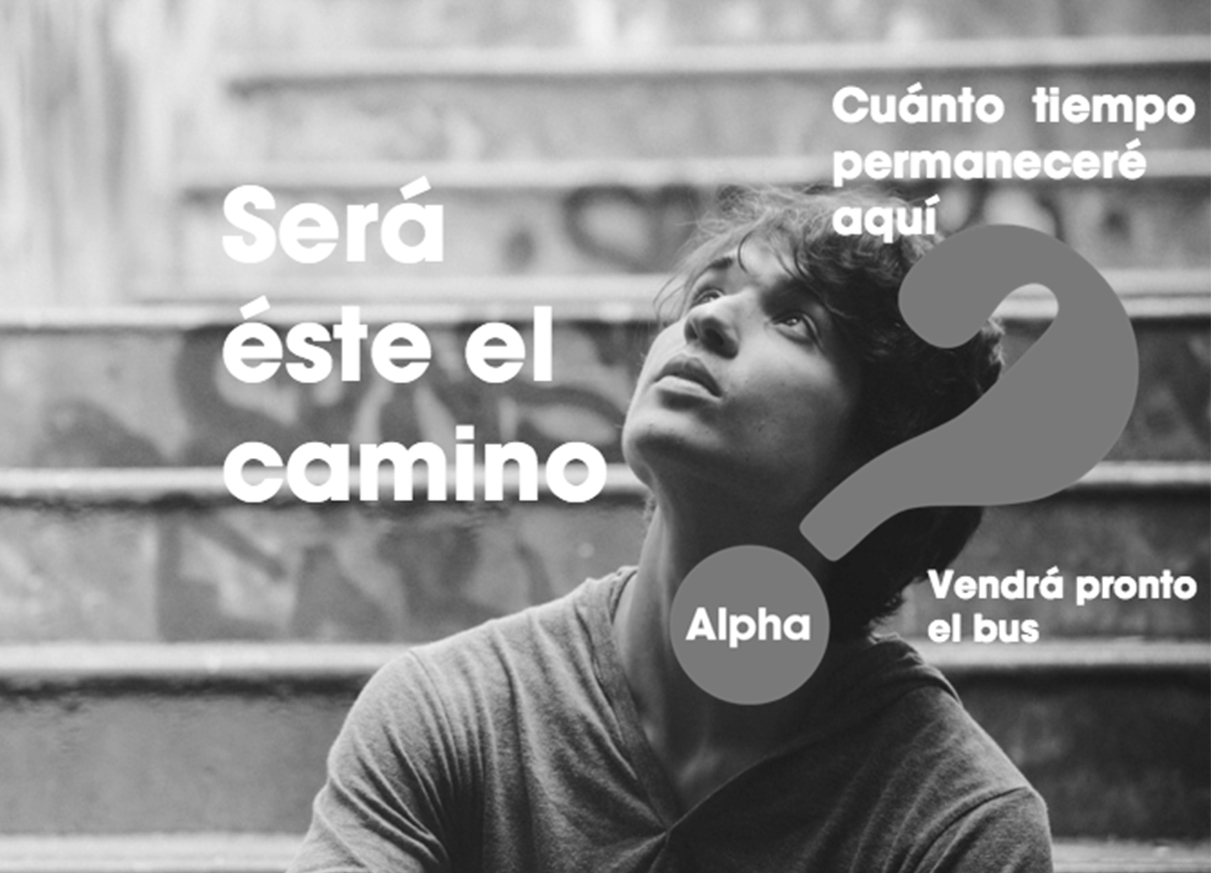 Cuánto tiempo
permaneceré
aquí
Será
éste el
camino
?
Vendrá pronto
el bus
Alpha